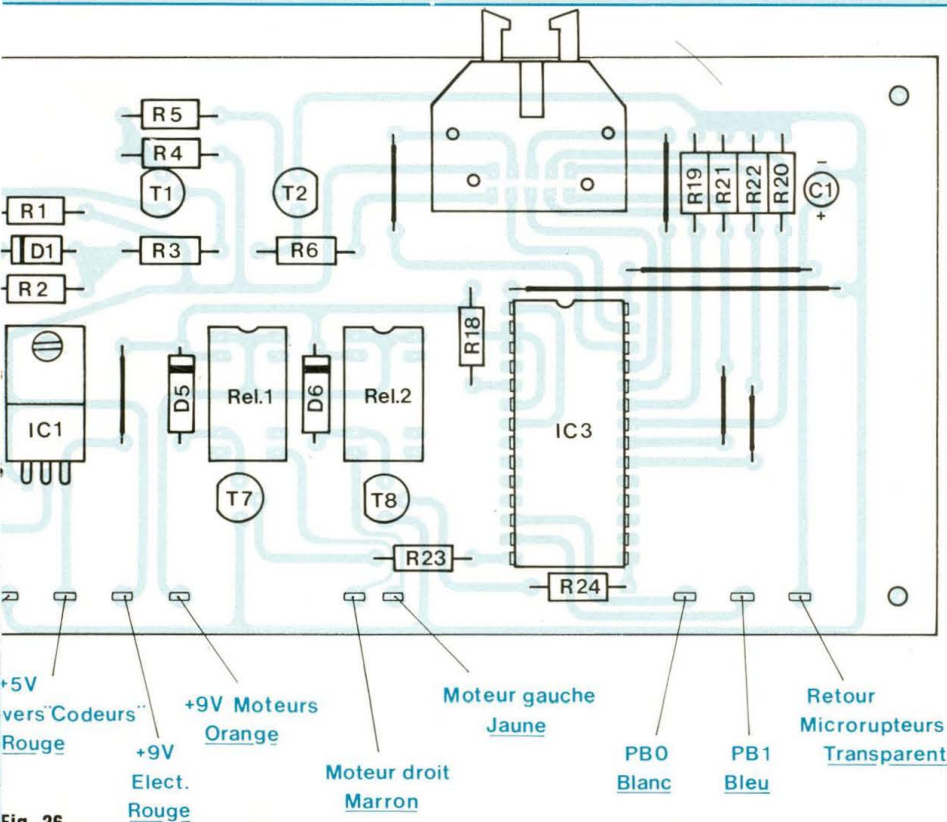 R5
R4
T1
T2
R19
R21
R22
R20
-
C1
+
R1
D1
R3
R6
R2
R18
IC1
D5
Rel.1
D6
Rel.2
IC3
T7
T8
R23
R24
+5V
vers "Codeurs"
Rouge
+9V
Elect.
Rouge
+9V Moteurs
Orange
Moteur droit
Marron
Moteur gauche
Jaune
PB0
Blanc
PB1
Bleu
Retour
Microrupteurs
Transparent
Fig. 26